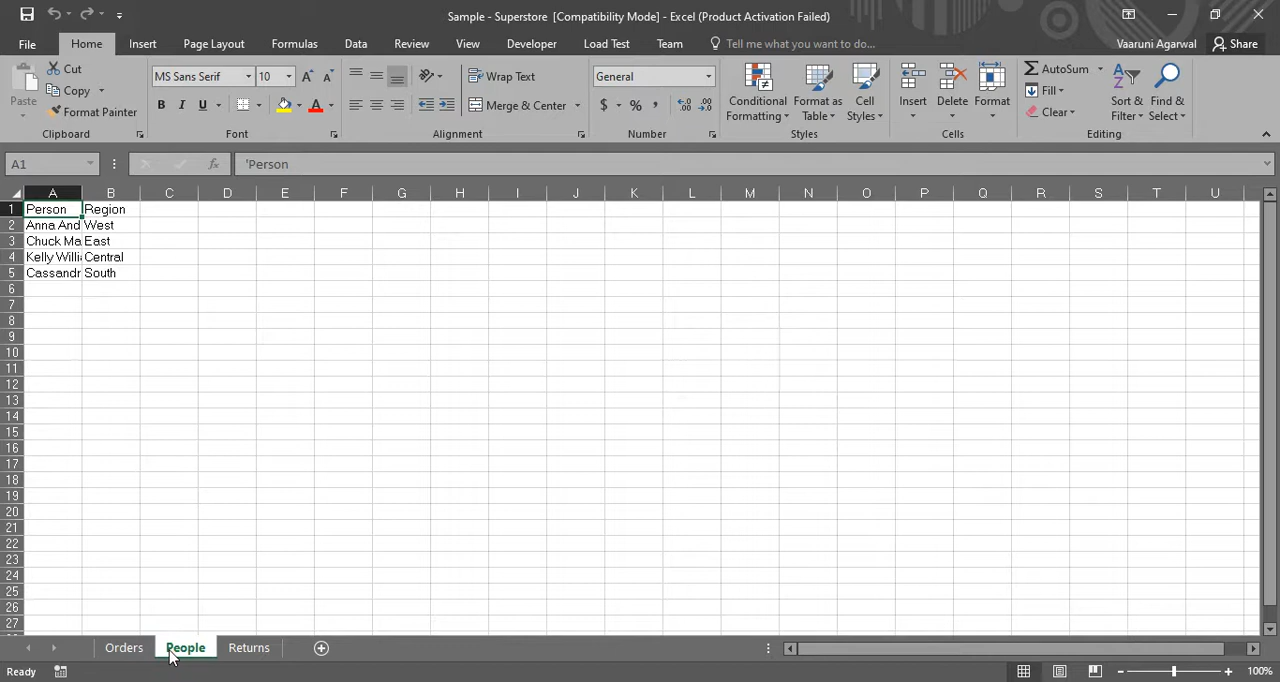 Sample - Superstore  [Compatibility Mode] - Excel (Product Activation Failed)
File Home Insert Page Layout Formulas Data Review View Developer Load Test Team Tell me what you want to do... Vaaruni Agarwal Share
Paste
Cut
Copy
Format Painter
Clipboard
MS Sans Serif 10 A A
B I U A
Font
Wrap Text
Merge & Center
Alignment
General
$ % , .0 .00
Number
Conditional Formatting
Format as Table
Cell Styles
Styles
Insert
Delete
Format
Cells
AutoSum
Fill
Clear
Sort & Filter
Find & Select
Editing
A1 fx 'Person
A B C D E F G H I J K L M N O P Q R S T U
1 Person Region
2 Anna And West
3 Chuck Ma East
4 Kelly Willi Central
5 Cassandr South
6
7
8
9
10
11
12
13
14
15
16
17
18
19
20
21
22
23
24
25
26
27
Orders People Returns
Ready 100%